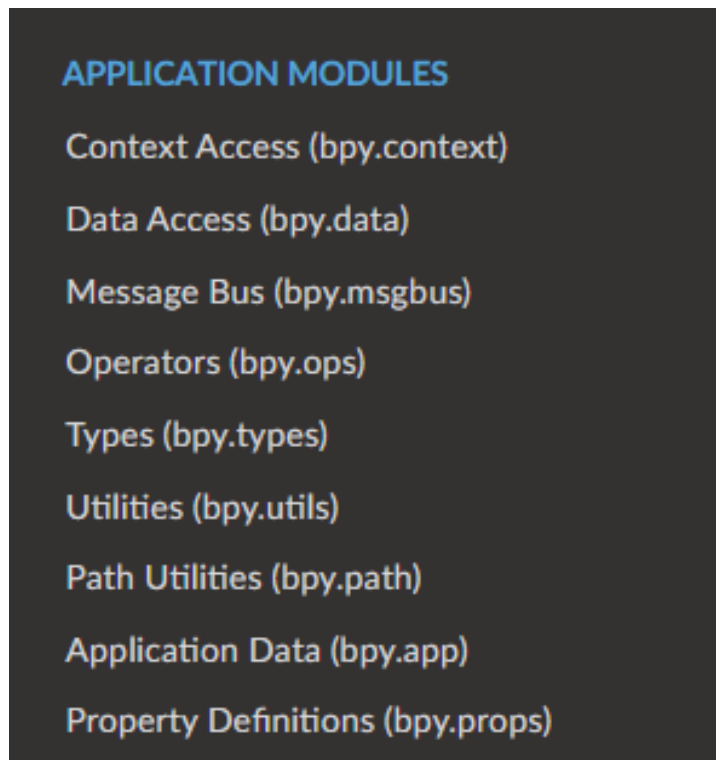 APPLICATION MODULES
Context Access (bpy.context)
Data Access (bpy.data)
Message Bus (bpy.msgbus)
Operators (bpy.ops)
Types (bpy.types)
Utilities (bpy.utils)
Path Utilities (bpy.path)
Application Data (bpy.app)
Property Definitions (bpy.props)